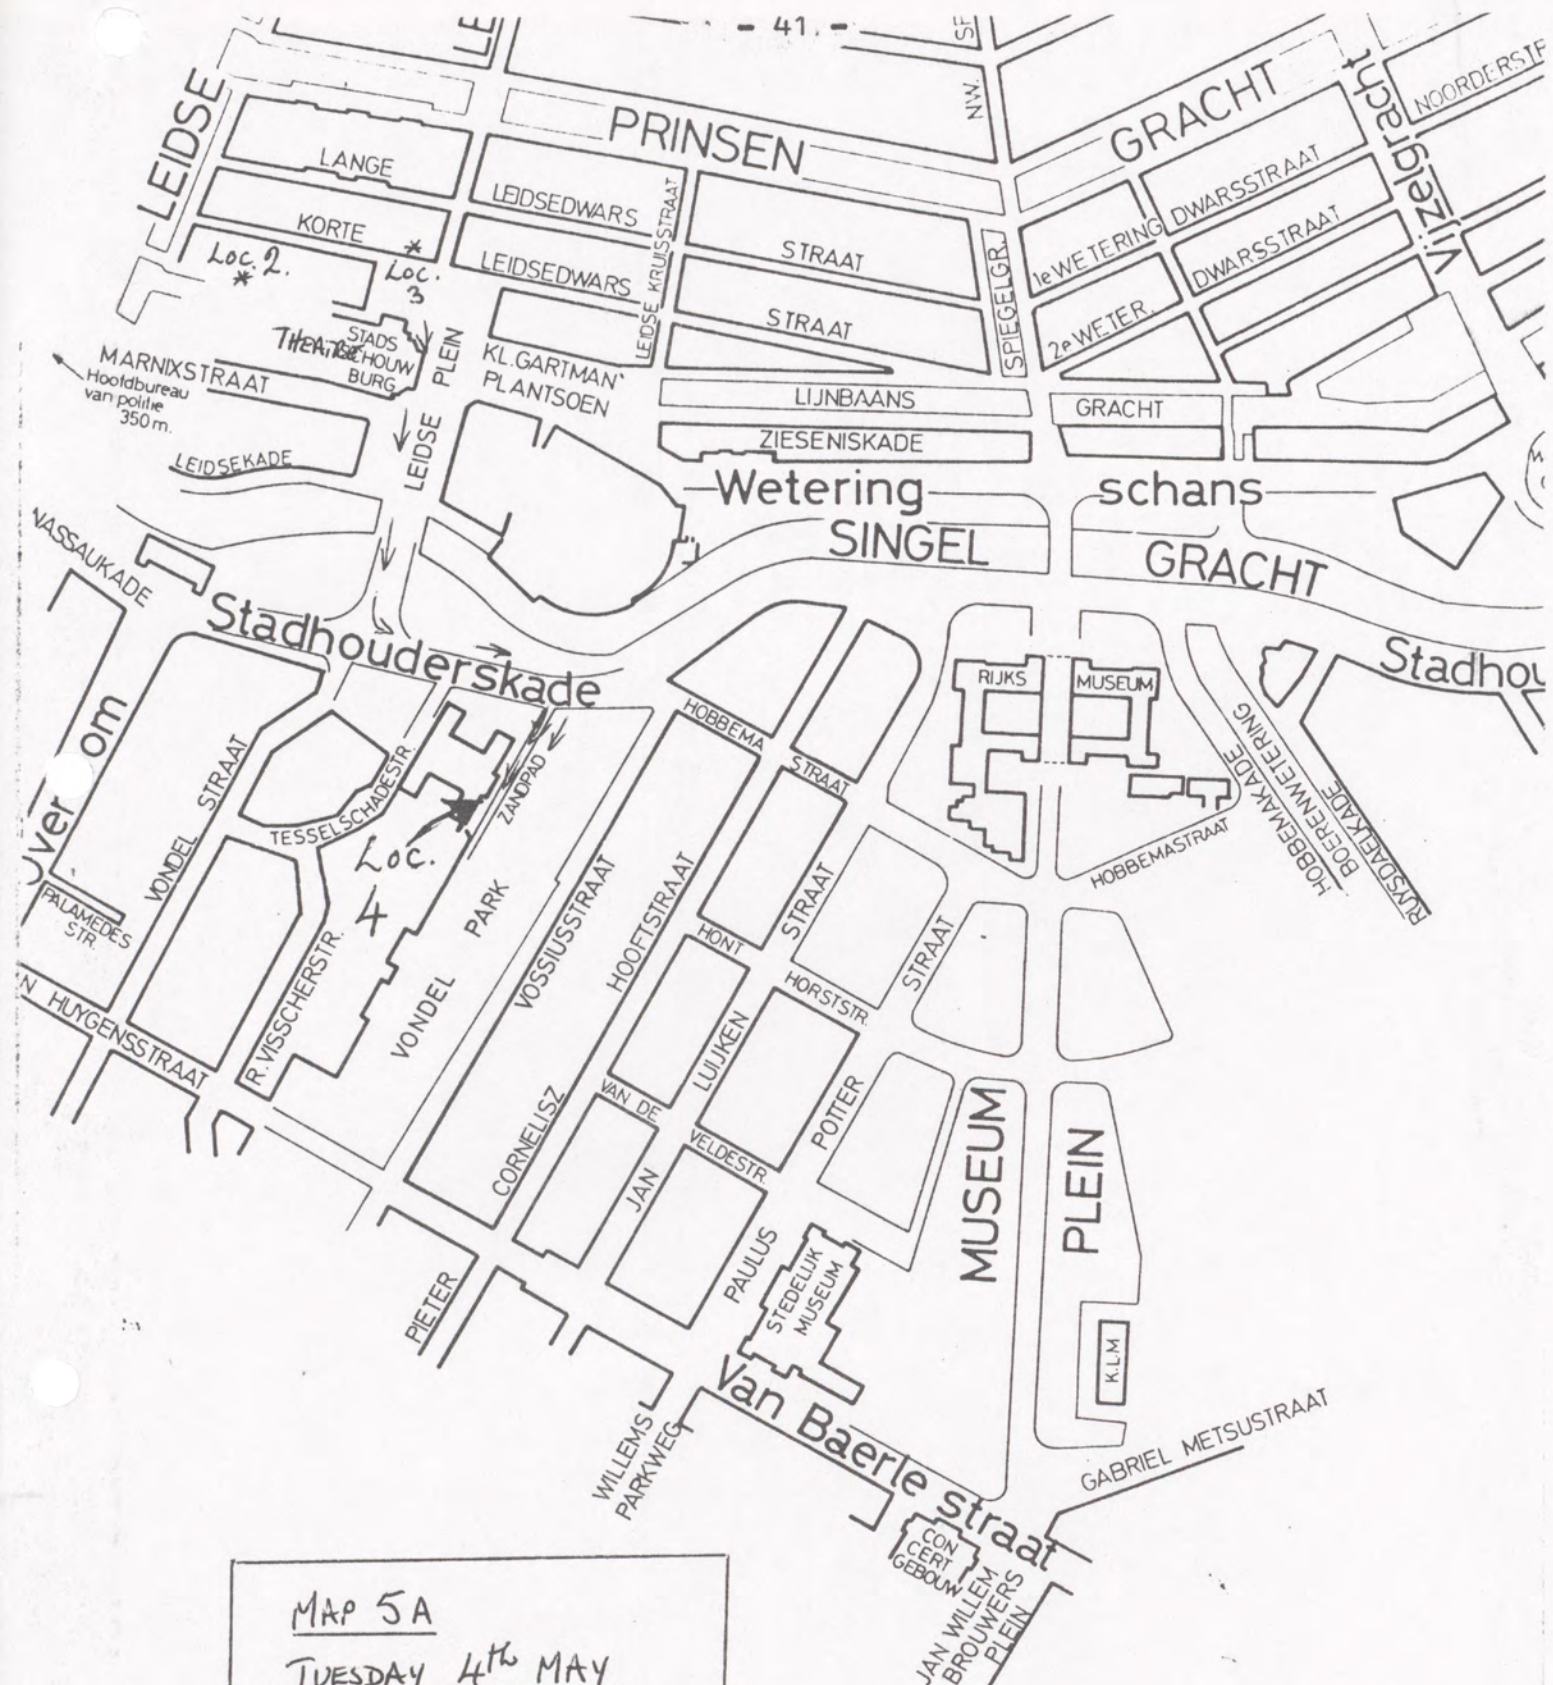 - 41. -
LE
SP
NW.
LEIDSE
PRINSEN
GRACHT
Vijzelgracht
NOORDERSTR
LANGE
LEIDSEDWARS
STRAAT
KORTE
LEIDSEDWARS
STRAAT
LEIDSE KRUISSTRAAT
SPIEGELGR.
1e WETERING
DWARSSTRAAT
2e WETER.
DWARSSTRAAT
Loc. 2.
*
*
Loc.
3
THEATRE
STADS
SCHOUW
BURG
PLEIN
LEIDSE
KL.GARTMAN
PLANTSOEN
MARNIXSTRAAT
Hoofdbureau
van politie
350 m.
LEIDSEKADE
LIJNBAANS
GRACHT
ZIESENISKADE
Wetering
schans
SINGEL
GRACHT
NASSAUKADE
Stadhouderskade
Stadhou
Over
om
RIJKS
MUSEUM
HOBBEMA
STRAAT
HOBBEMAKADE
BOERENWETERING
RUYSDAELKADE
HOBBEMASTRAAT
VONDEL
STRAAT
TESSELSCHADESTR.
ZANDPAD
Loc.
4
PALAMEDES
STR.
N HUYGENSSTRAAT
R.VISSCHERSTR.
VONDEL
PARK
VOSSIUSSTRAAT
PIETER
CORNELISZ
HOOFTSTRAAT
HONT
HORSTSTR.
JAN
LUIJKEN
STRAAT
VAN DE
VELDESTR.
PAULUS
POTTER
STRAAT
MUSEUM
PLEIN
STEDELIJK
MUSEUM
K.L.M
WILLEMS
PARKWEG
Van Baerle straat
GABRIEL METSUSTRAAT
CON
CERT
GEBOUW
JAN WILLEM
BROUWERS
PLEIN
MAP 5A
TUESDAY 4th MAY